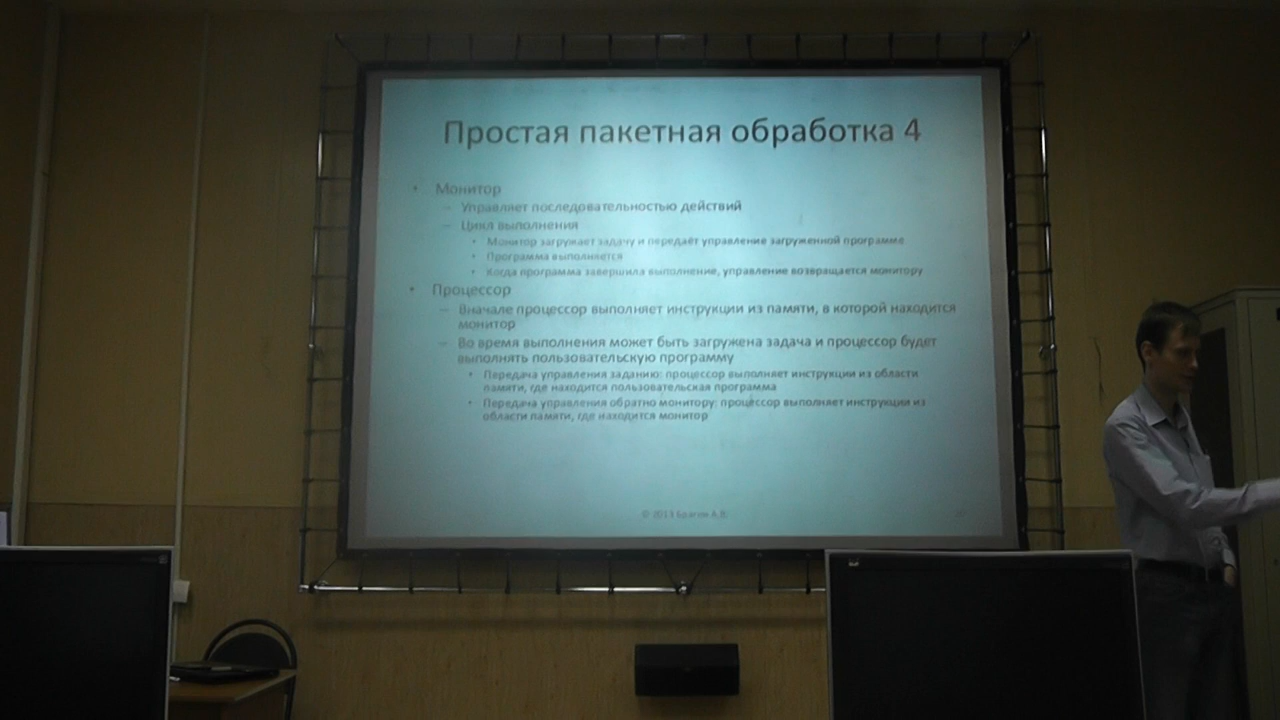 Простая пакетная обработка 4
• Монитор
– Управляет последовательностью действий
– Цикл выполнения
• Монитор загружает задачу и передаёт управление загруженной программе
• Программа выполняется
• Когда программа завершила выполнение, управление возвращается монитору
• Процессор
– Вначале процессор выполняет инструкции из памяти, в которой находится
монитор
– Во время выполнения может быть загружена задача и процессор будет
выполнять пользовательскую программу
• Передача управления заданию: процессор выполняет инструкции из области
памяти, где находится пользовательская программа
• Передача управления обратно монитору: процессор выполняет инструкции из
области памяти, где находится монитор
© 2013 Брагин А.В.